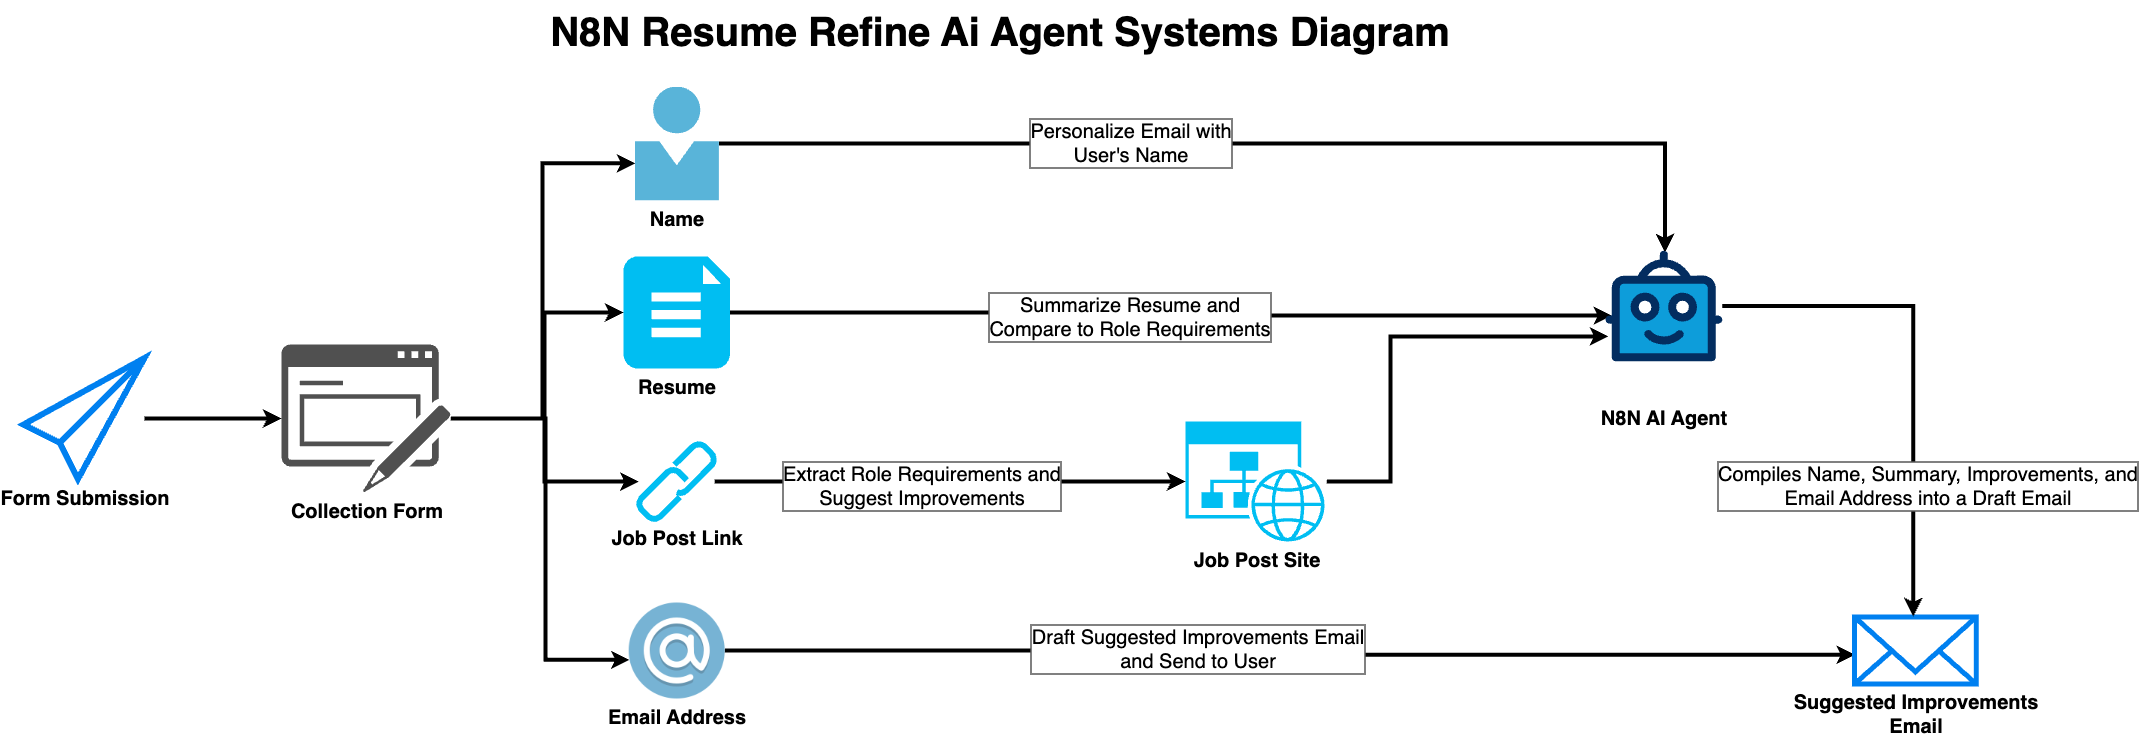 N8N Resume Refine Ai Agent Systems Diagram
Personalize Email with
User's Name
Name
Summarize Resume and
Compare to Role Requirements
Resume
N8N AI Agent
Form Submission
Collection Form
Extract Role Requirements and
Suggest Improvements
Job Post Link
Job Post Site
Compiles Name, Summary, Improvements, and
Email Address into a Draft Email
@
Draft Suggested Improvements Email
and Send to User
Email Address
Suggested Improvements
Email